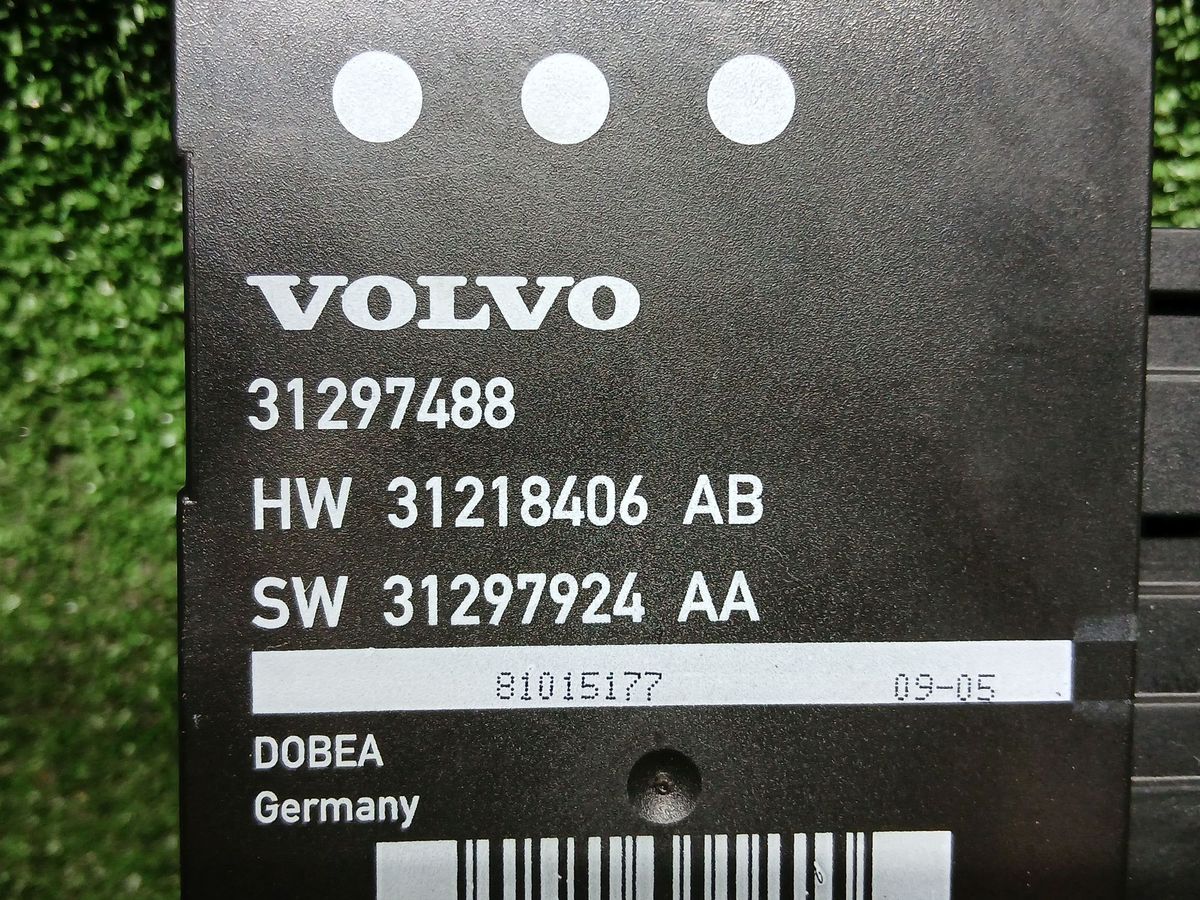 VOLVO
31297488
HW 31218406 AB
SW 31297924 AA
81015177 09-05
DOBEA
Germany